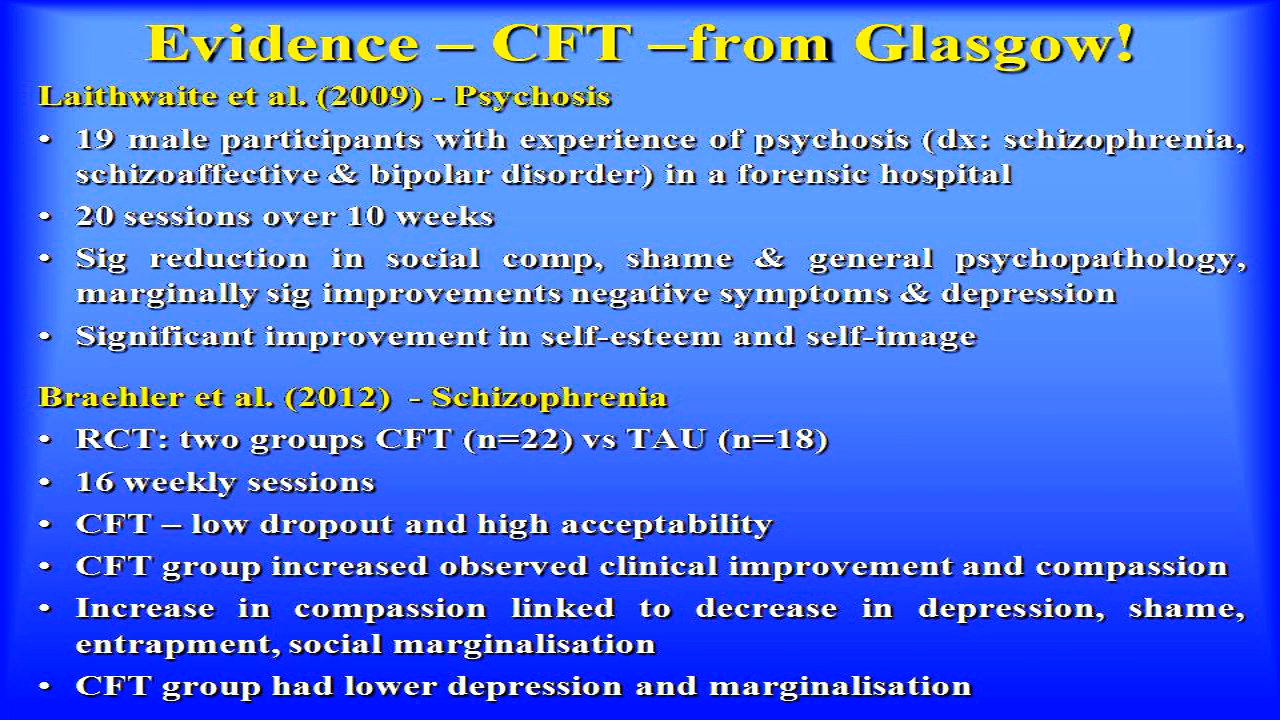 Evidence – CFT –from Glasgow!
Laithwaite et al. (2009) - Psychosis
• 19 male participants with experience of psychosis (dx: schizophrenia,
schizoaffective & bipolar disorder) in a forensic hospital
• 20 sessions over 10 weeks
• Sig reduction in social comp, shame & general psychopathology,
marginally sig improvements negative symptoms & depression
• Significant improvement in self-esteem and self-image
Braehler et al. (2012) - Schizophrenia
• RCT: two groups CFT (n=22) vs TAU (n=18)
• 16 weekly sessions
• CFT – low dropout and high acceptability
• CFT group increased observed clinical improvement and compassion
• Increase in compassion linked to decrease in depression, shame,
entrapment, social marginalisation
• CFT group had lower depression and marginalisation